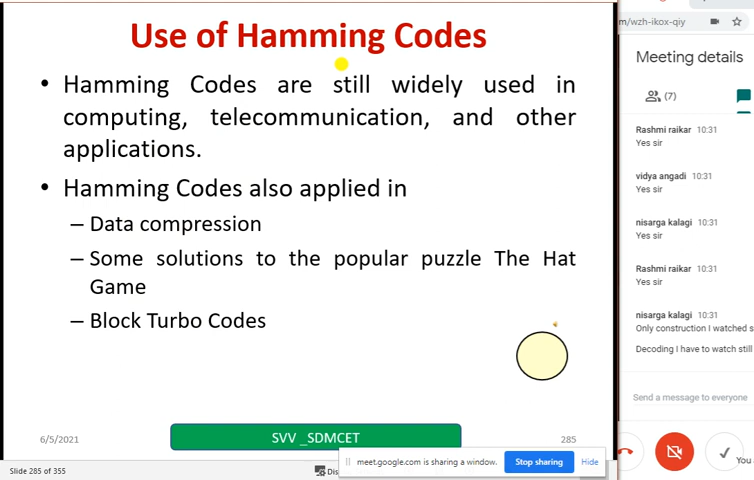 Use of Hamming Codes
• Hamming Codes are still widely used in
computing, telecommunication, and other
applications.
• Hamming Codes also applied in
– Data compression
– Some solutions to the popular puzzle The Hat
Game
– Block Turbo Codes
6/5/2021
SVV _SDMCET
285
Slide 285 of 355
Dis
meet.google.com is sharing a window.
Stop sharing
Hide
m/wzh-ikox-qiy
Meeting details
(7)
Rashmi raikar 10:31
Yes sir
vidya angadi 10:31
Yes sir
nisarga kalagi 10:31
Yes sir
Rashmi raikar 10:31
Yes sir
nisarga kalagi 10:31
Only construction I watched s
Decoding I have to watch still
Send a message to everyone
You